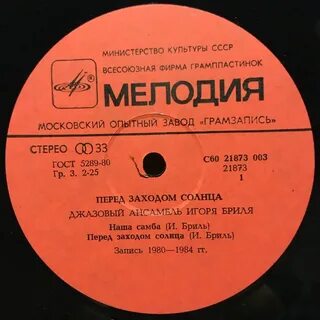 МИНИСТЕРСТВО КУЛЬТУРЫ СССР
ВСЕСОЮЗНАЯ ФИРМА ГРАМПЛАСТИНОК
МЕЛОДИЯ
МОСКОВСКИЙ ОПЫТНЫЙ ЗАВОД «ГРАМЗАПИСЬ»
СТЕРЕО 33
ГОСТ 5289-80
Гр. 3. 2-25
С60 21873 003
21873
1
ПЕРЕД ЗАХОДОМ СОЛНЦА
ДЖАЗОВЫЙ АНСАМБЛЬ ИГОРЯ БРИЛЯ
Наша самба (И. Бриль)
Перед заходом солнца (И. Бриль)
Запись 1980—1984 гг.